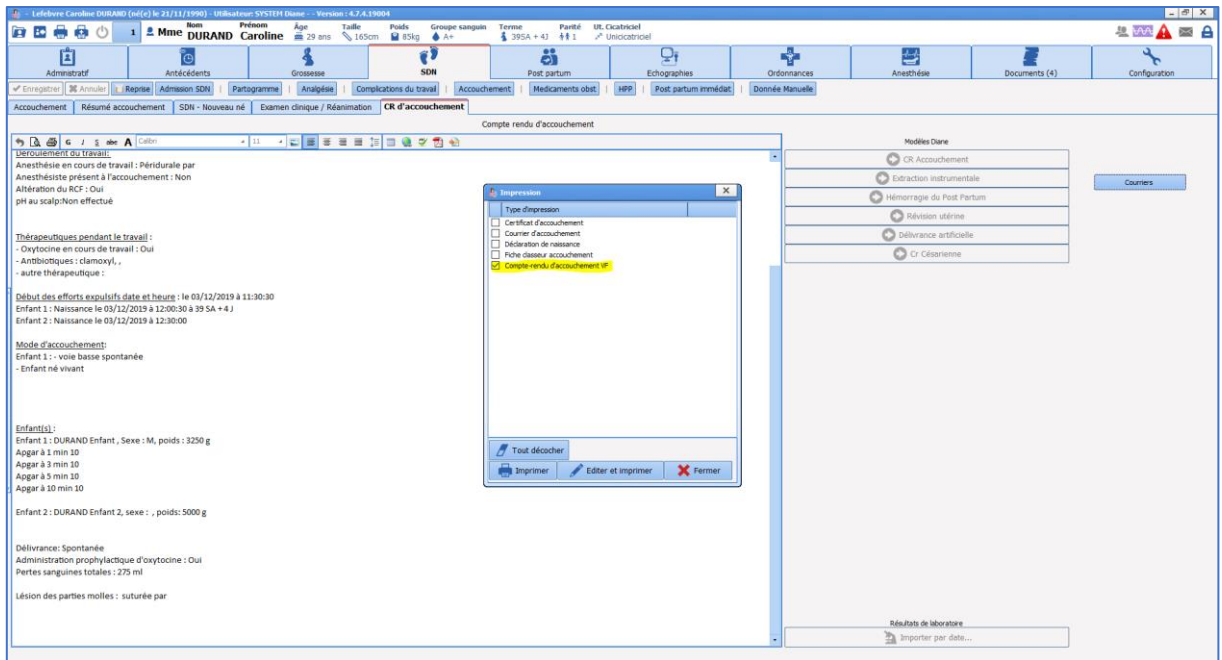 - Lefebvre Caroline DURAND (né(e) le 21/11/1990) - Utilisateur: SYSTEM Diane - - Version : 4.7.4.19004
1 Mme Nom DURAND Prénom Caroline Âge 29 ans Taille 165cm Poids 85kg Groupe sanguin A+ Terme 39SA + 4J Parité 1 Ut. Cicatriciel Unicicatriciel
Administratif Antécédents Grossesse SDN Post partum Echographies Ordonnances Anesthésie Documents (4) Configuration
Enregistrer Annuler Reprise Admission SDN | Partogramme | Analgésie | Complications du travail | Accouchement | Medicaments obst | HPP | Post partum immédiat | Donnée Manuelle
Accouchement Résumé accouchement SDN - Nouveau né Examen clinique / Réanimation CR d'accouchement
Compte rendu d'accouchement
G I S abc A Calibri 11
Déroulement du travail:
Anesthésie en cours de travail : Péridurale par
Anesthésiste présent à l'accouchement : Non
Altération du RCF : Oui
pH au scalp:Non effectué
Thérapeutiques pendant le travail :
- Oxytocine en cours de travail : Oui
- Antibiotiques : clamoxyl, ,
- autre thérapeutique :
Début des efforts expulsifs date et heure : le 03/12/2019 à 11:30:30
Enfant 1 : Naissance le 03/12/2019 à 12:00:30 à 39 SA + 4 J
Enfant 2 : Naissance le 03/12/2019 à 12:30:00
Mode d'accouchement:
Enfant 1 : - voie basse spontanée
- Enfant né vivant
Enfant(s) :
Enfant 1 : DURAND Enfant , Sexe : M, poids : 3250 g
Apgar à 1 min 10
Apgar à 3 min 10
Apgar à 5 min 10
Apgar à 10 min 10
Enfant 2 : DURAND Enfant 2, sexe : , poids: 5000 g
Délivrance: Spontanée
Administration prophylactique d'oxytocine : Oui
Pertes sanguines totales : 275 ml
Lésion des parties molles : suturée par
Impression X
Type d'impression
Certificat d'accouchement
Courrier d'accouchement
Déclaration de naissance
Fiche classeur accouchement
Compte-rendu d'accouchement VF
Tout décocher
Imprimer Editer et imprimer Fermer
Modèles Diane
CR Accouchement
Extraction instrumentale
Hémorragie du Post Partum
Révision utérine
Délivrance artificielle
Cr Césarienne
Courriers
Résultats de laboratoire
Importer par date...